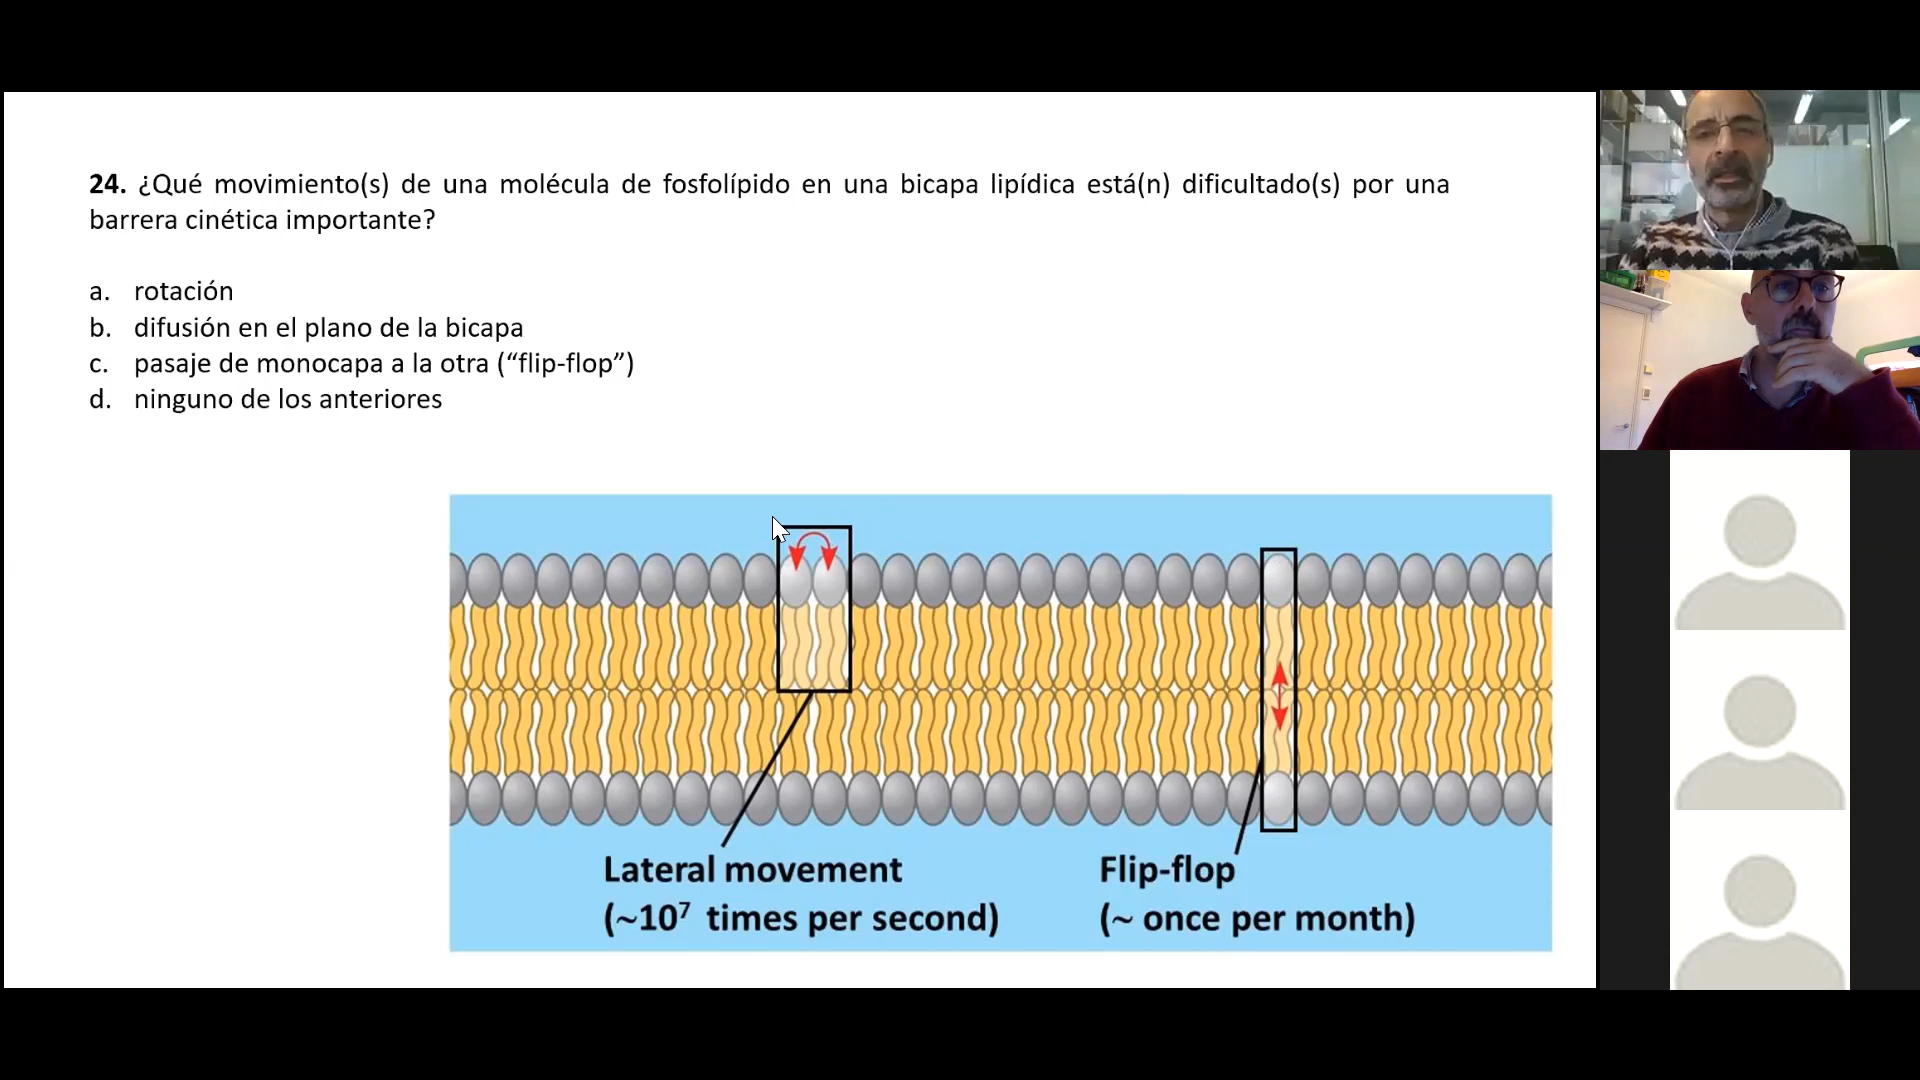 24. ¿Qué movimiento(s) de una molécula de fosfolípido en una bicapa lipídica está(n) dificultado(s) por una
barrera cinética importante?
a. rotación
b. difusión en el plano de la bicapa
c. pasaje de monocapa a la otra (“flip-flop”)
d. ninguno de los anteriores
Lateral movement
(~10⁷ times per second)
Flip-flop
(~ once per month)